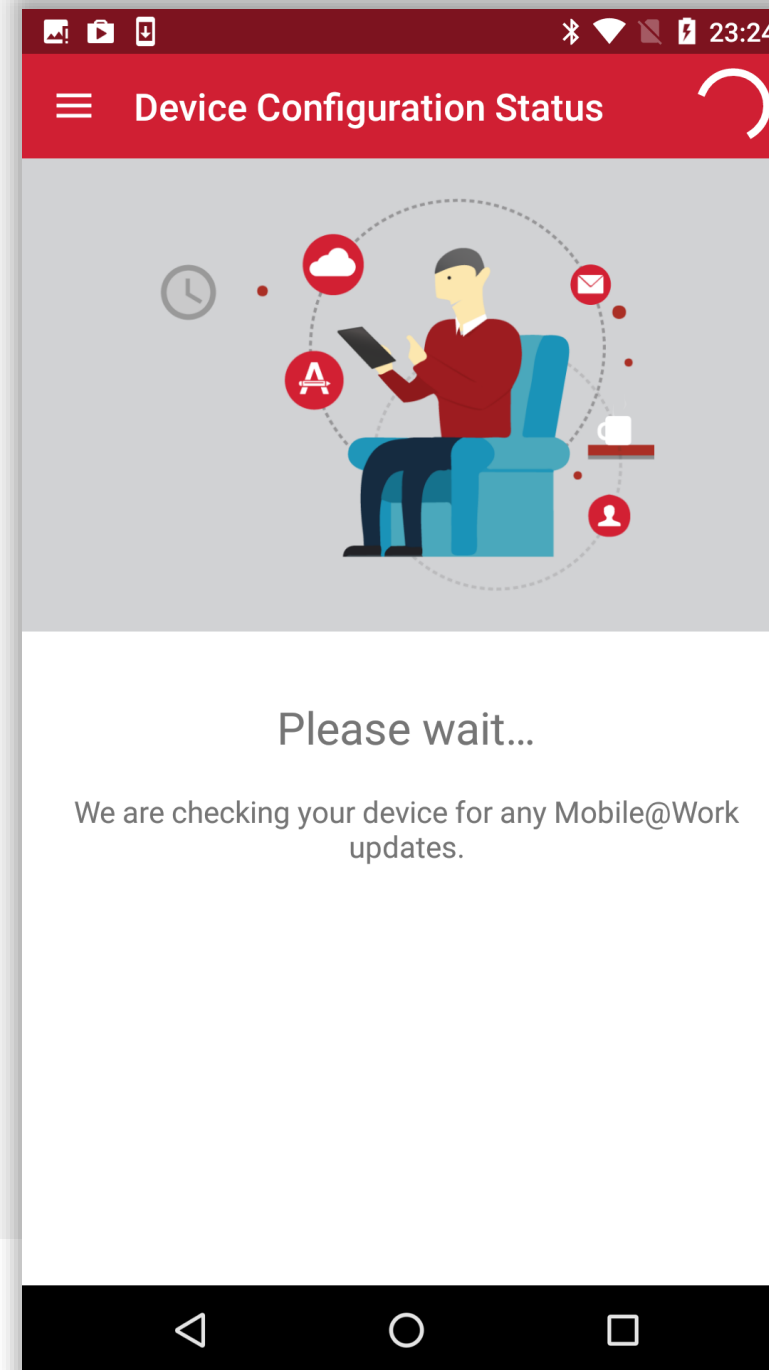 23:24
Device Configuration Status
Please wait...
We are checking your device for any Mobile@Work
updates.